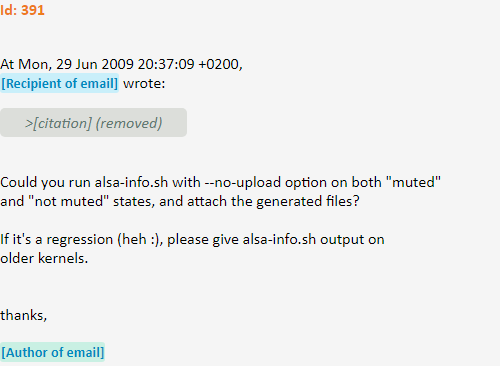 Id: 391
At Mon, 29 Jun 2009 20:37:09 +0200,
[Recipient of email] wrote:
>[citation] (removed)
Could you run alsa-info.sh with --no-upload option on both "muted"
and "not muted" states, and attach the generated files?
If it's a regression (heh :), please give alsa-info.sh output on
older kernels.
thanks,
[Author of email]